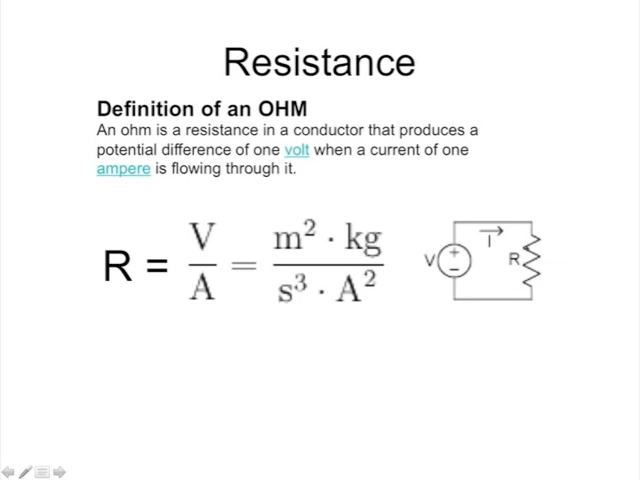 Resistance
Definition of an OHM
An ohm is a resistance in a conductor that produces a
potential difference of one volt when a current of one
ampere is flowing through it.
R = V/A = m² · kg / s³ · A²
I
V + − R